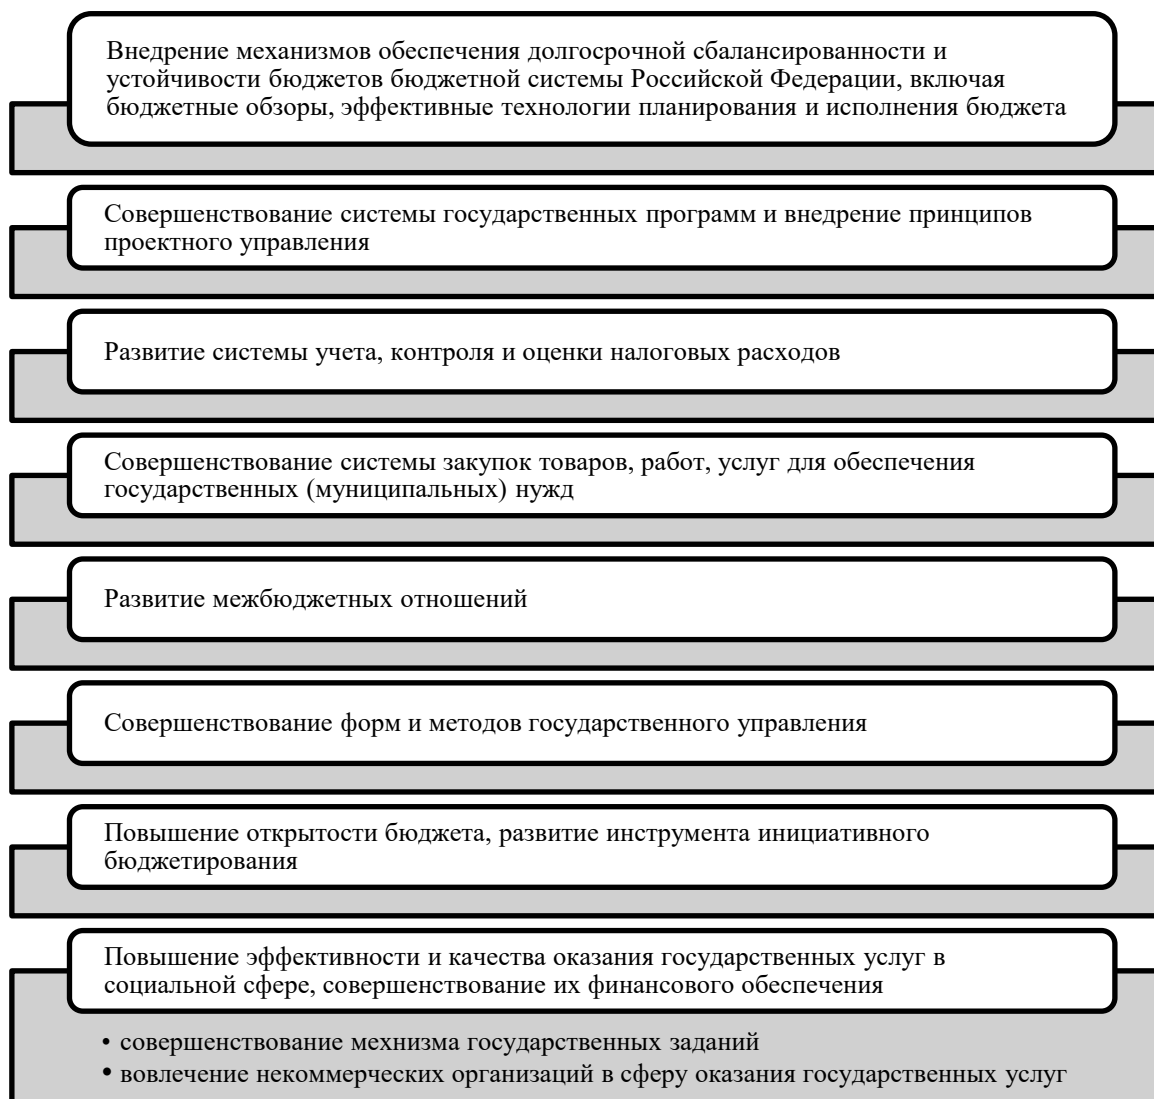 Внедрение механизмов обеспечения долгосрочной сбалансированности и
устойчивости бюджетов бюджетной системы Российской Федерации, включая
бюджетные обзоры, эффективные технологии планирования и исполнения бюджета
Совершенствование системы государственных программ и внедрение принципов
проектного управления
Развитие системы учета, контроля и оценки налоговых расходов
Совершенствование системы закупок товаров, работ, услуг для обеспечения
государственных (муниципальных) нужд
Развитие межбюджетных отношений
Совершенствование форм и методов государственного управления
Повышение открытости бюджета, развитие инструмента инициативного
бюджетирования
Повышение эффективности и качества оказания государственных услуг в
социальной сфере, совершенствование их финансового обеспечения
• совершенствование мехнизма государственных заданий
• вовлечение некоммерческих организаций в сферу оказания государственных услуг